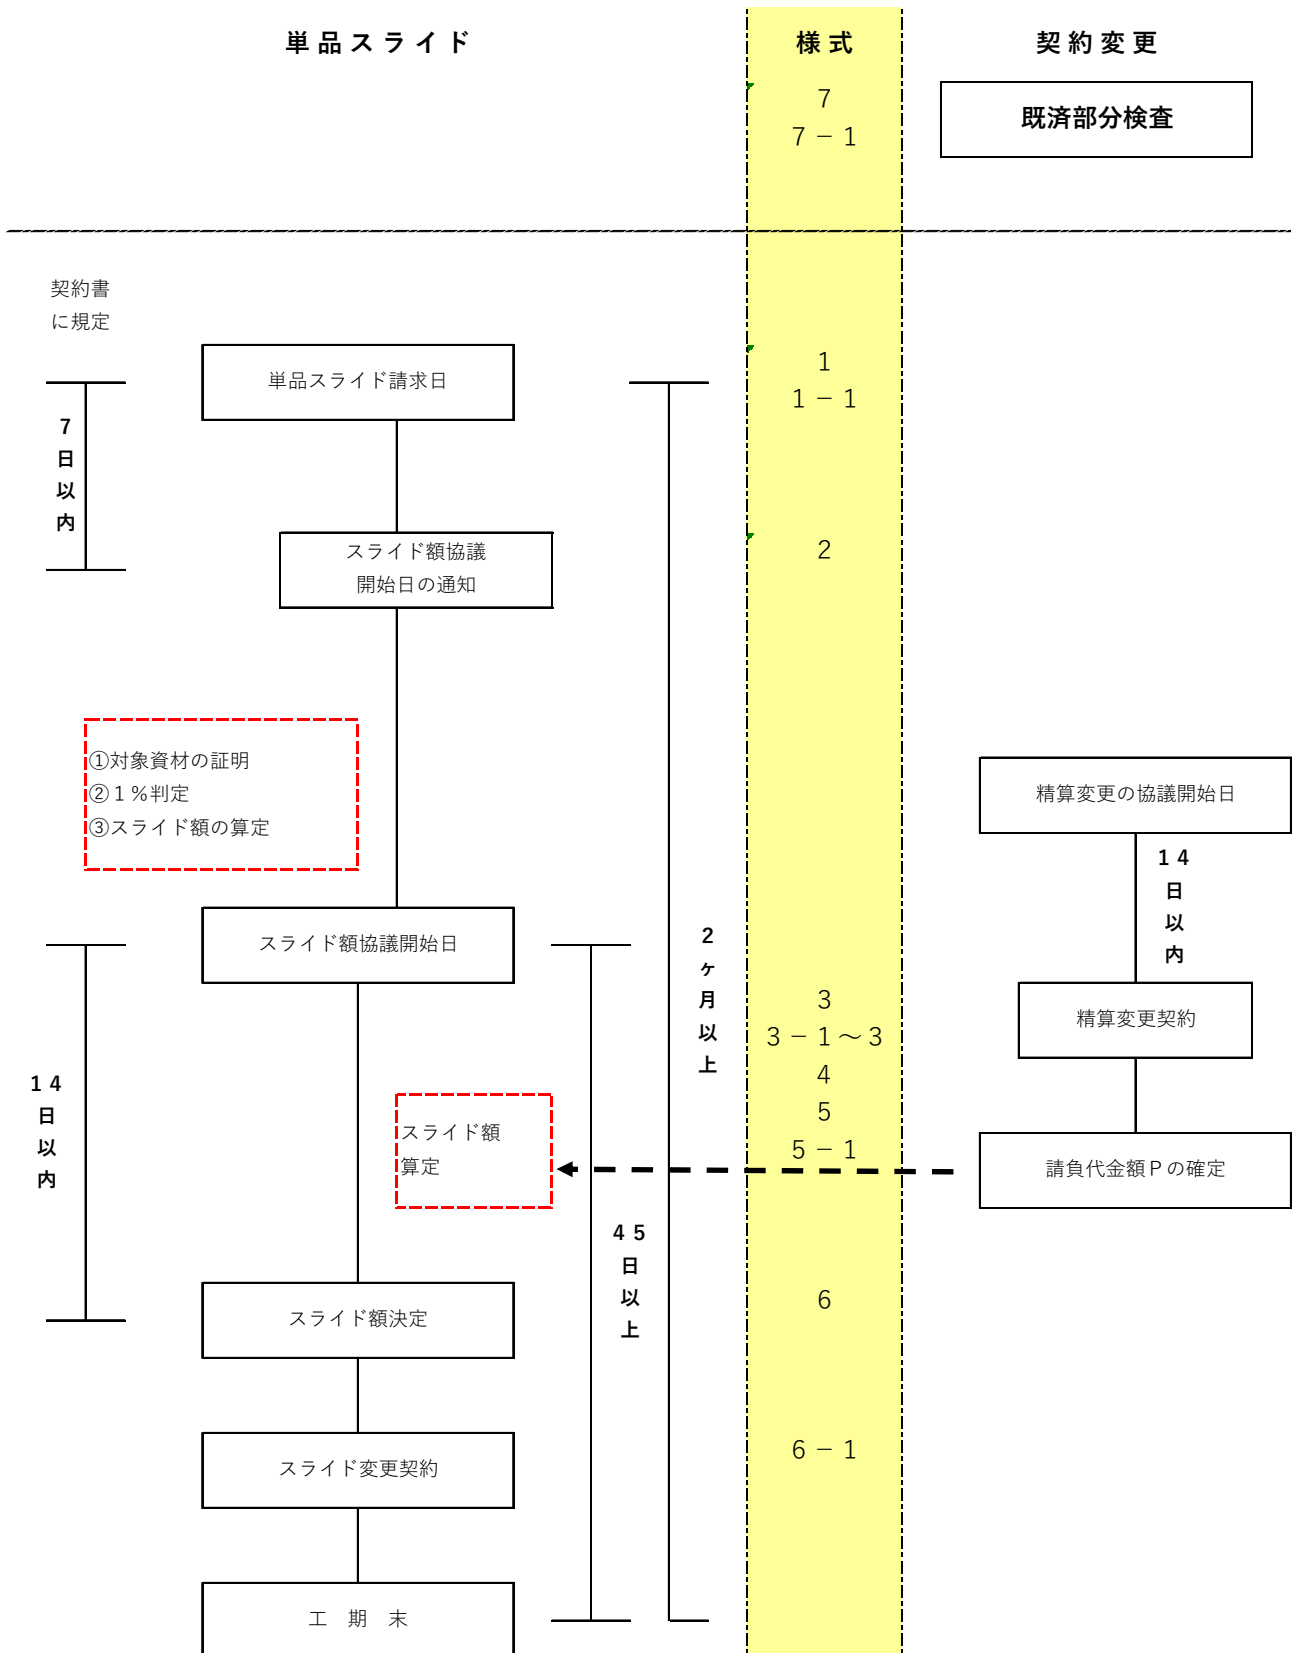 単品スライド
様式
契約変更
7
7－1
既済部分検査
契約書
に規定
単品スライド請求日
1
1－1
7
日
以
内
スライド額協議
開始日の通知
2
①対象資材の証明
②１％判定
③スライド額の算定
精算変更の協議開始日
14
日
以
内
スライド額協議開始日
2
ヶ
月
以
上
3
3－1～3
4
5
5－1
精算変更契約
14
日
以
内
スライド額
算定
請負代金額Ｐの確定
45
日
以
上
スライド額決定
6
スライド変更契約
6－1
工　期　末